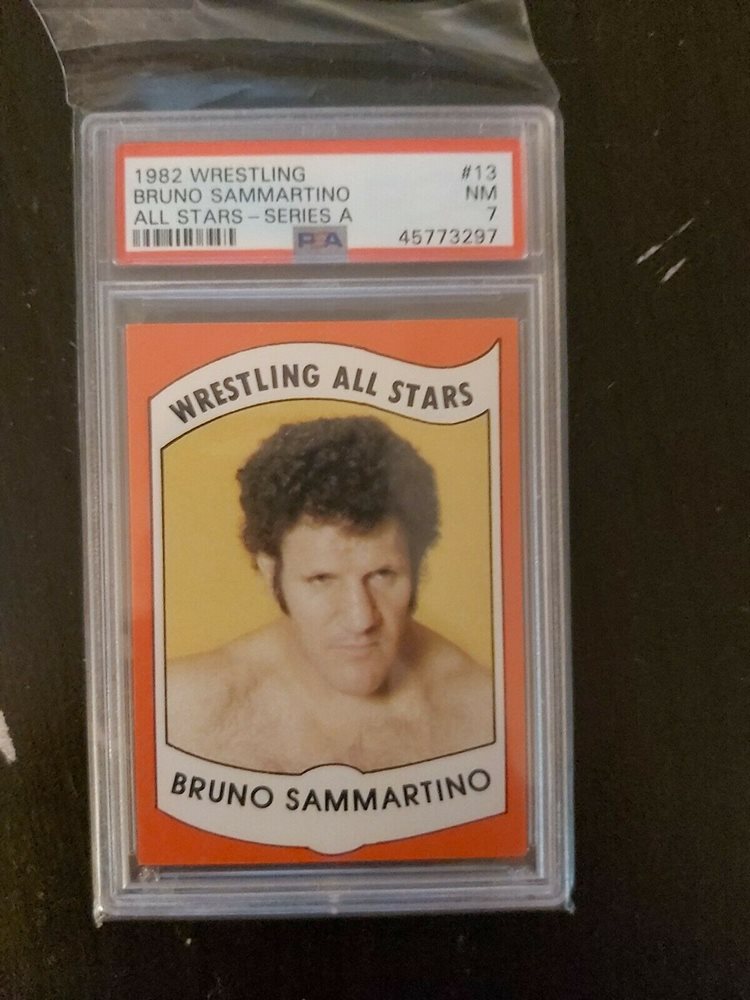 1982 WRESTLING #13
BRUNO SAMMARTINO NM
ALL STARS – SERIES A 7
PSA 45773297
WRESTLING ALL STARS
BRUNO SAMMARTINO